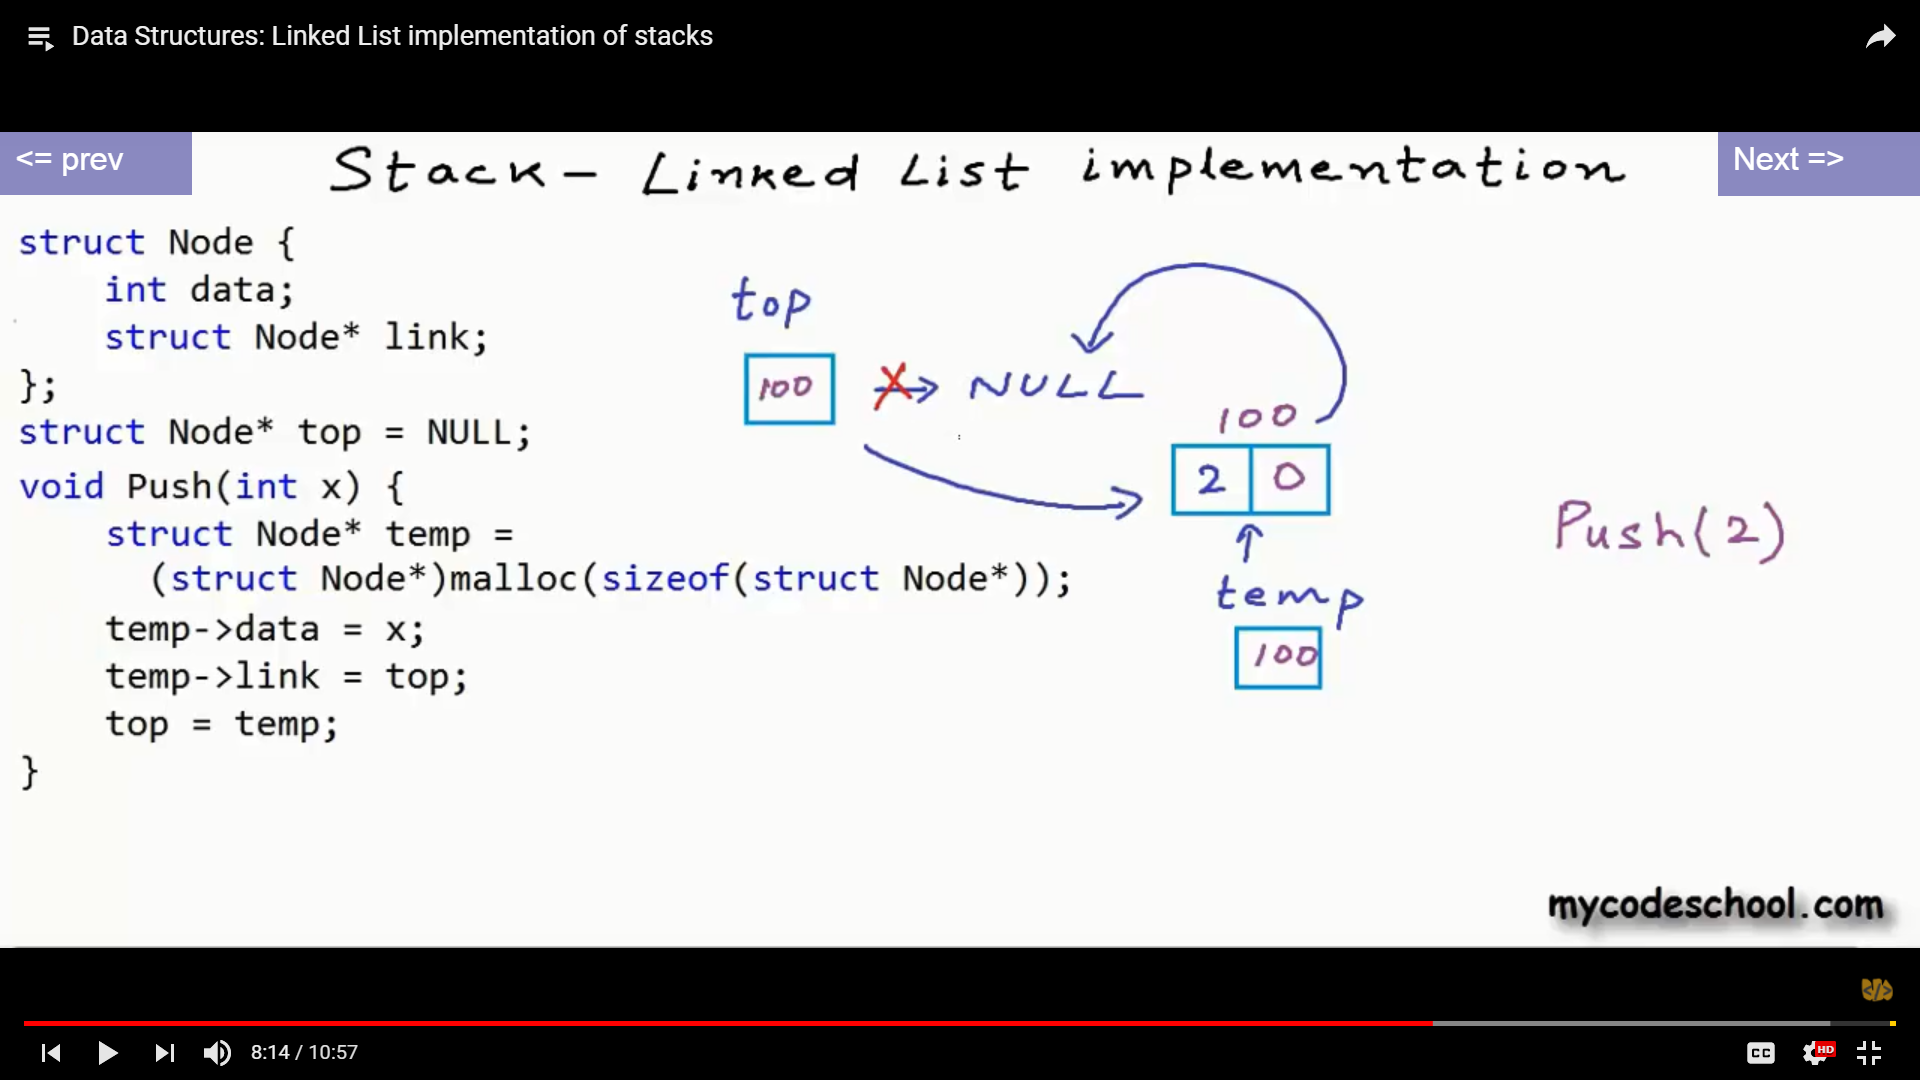 Data Structures: Linked List implementation of stacks
<= prev
Stack - Linked List implementation
Next =>
struct Node {
int data;
struct Node* link;
};
struct Node* top = NULL;
void Push(int x) {
struct Node* temp =
(struct Node*)malloc(sizeof(struct Node*));
temp->data = x;
temp->link = top;
top = temp;
}
top
100
NULL
100
2 0
temp
100
Push(2)
mycodeschool.com
</>
8:14 / 10:57
CC
HD